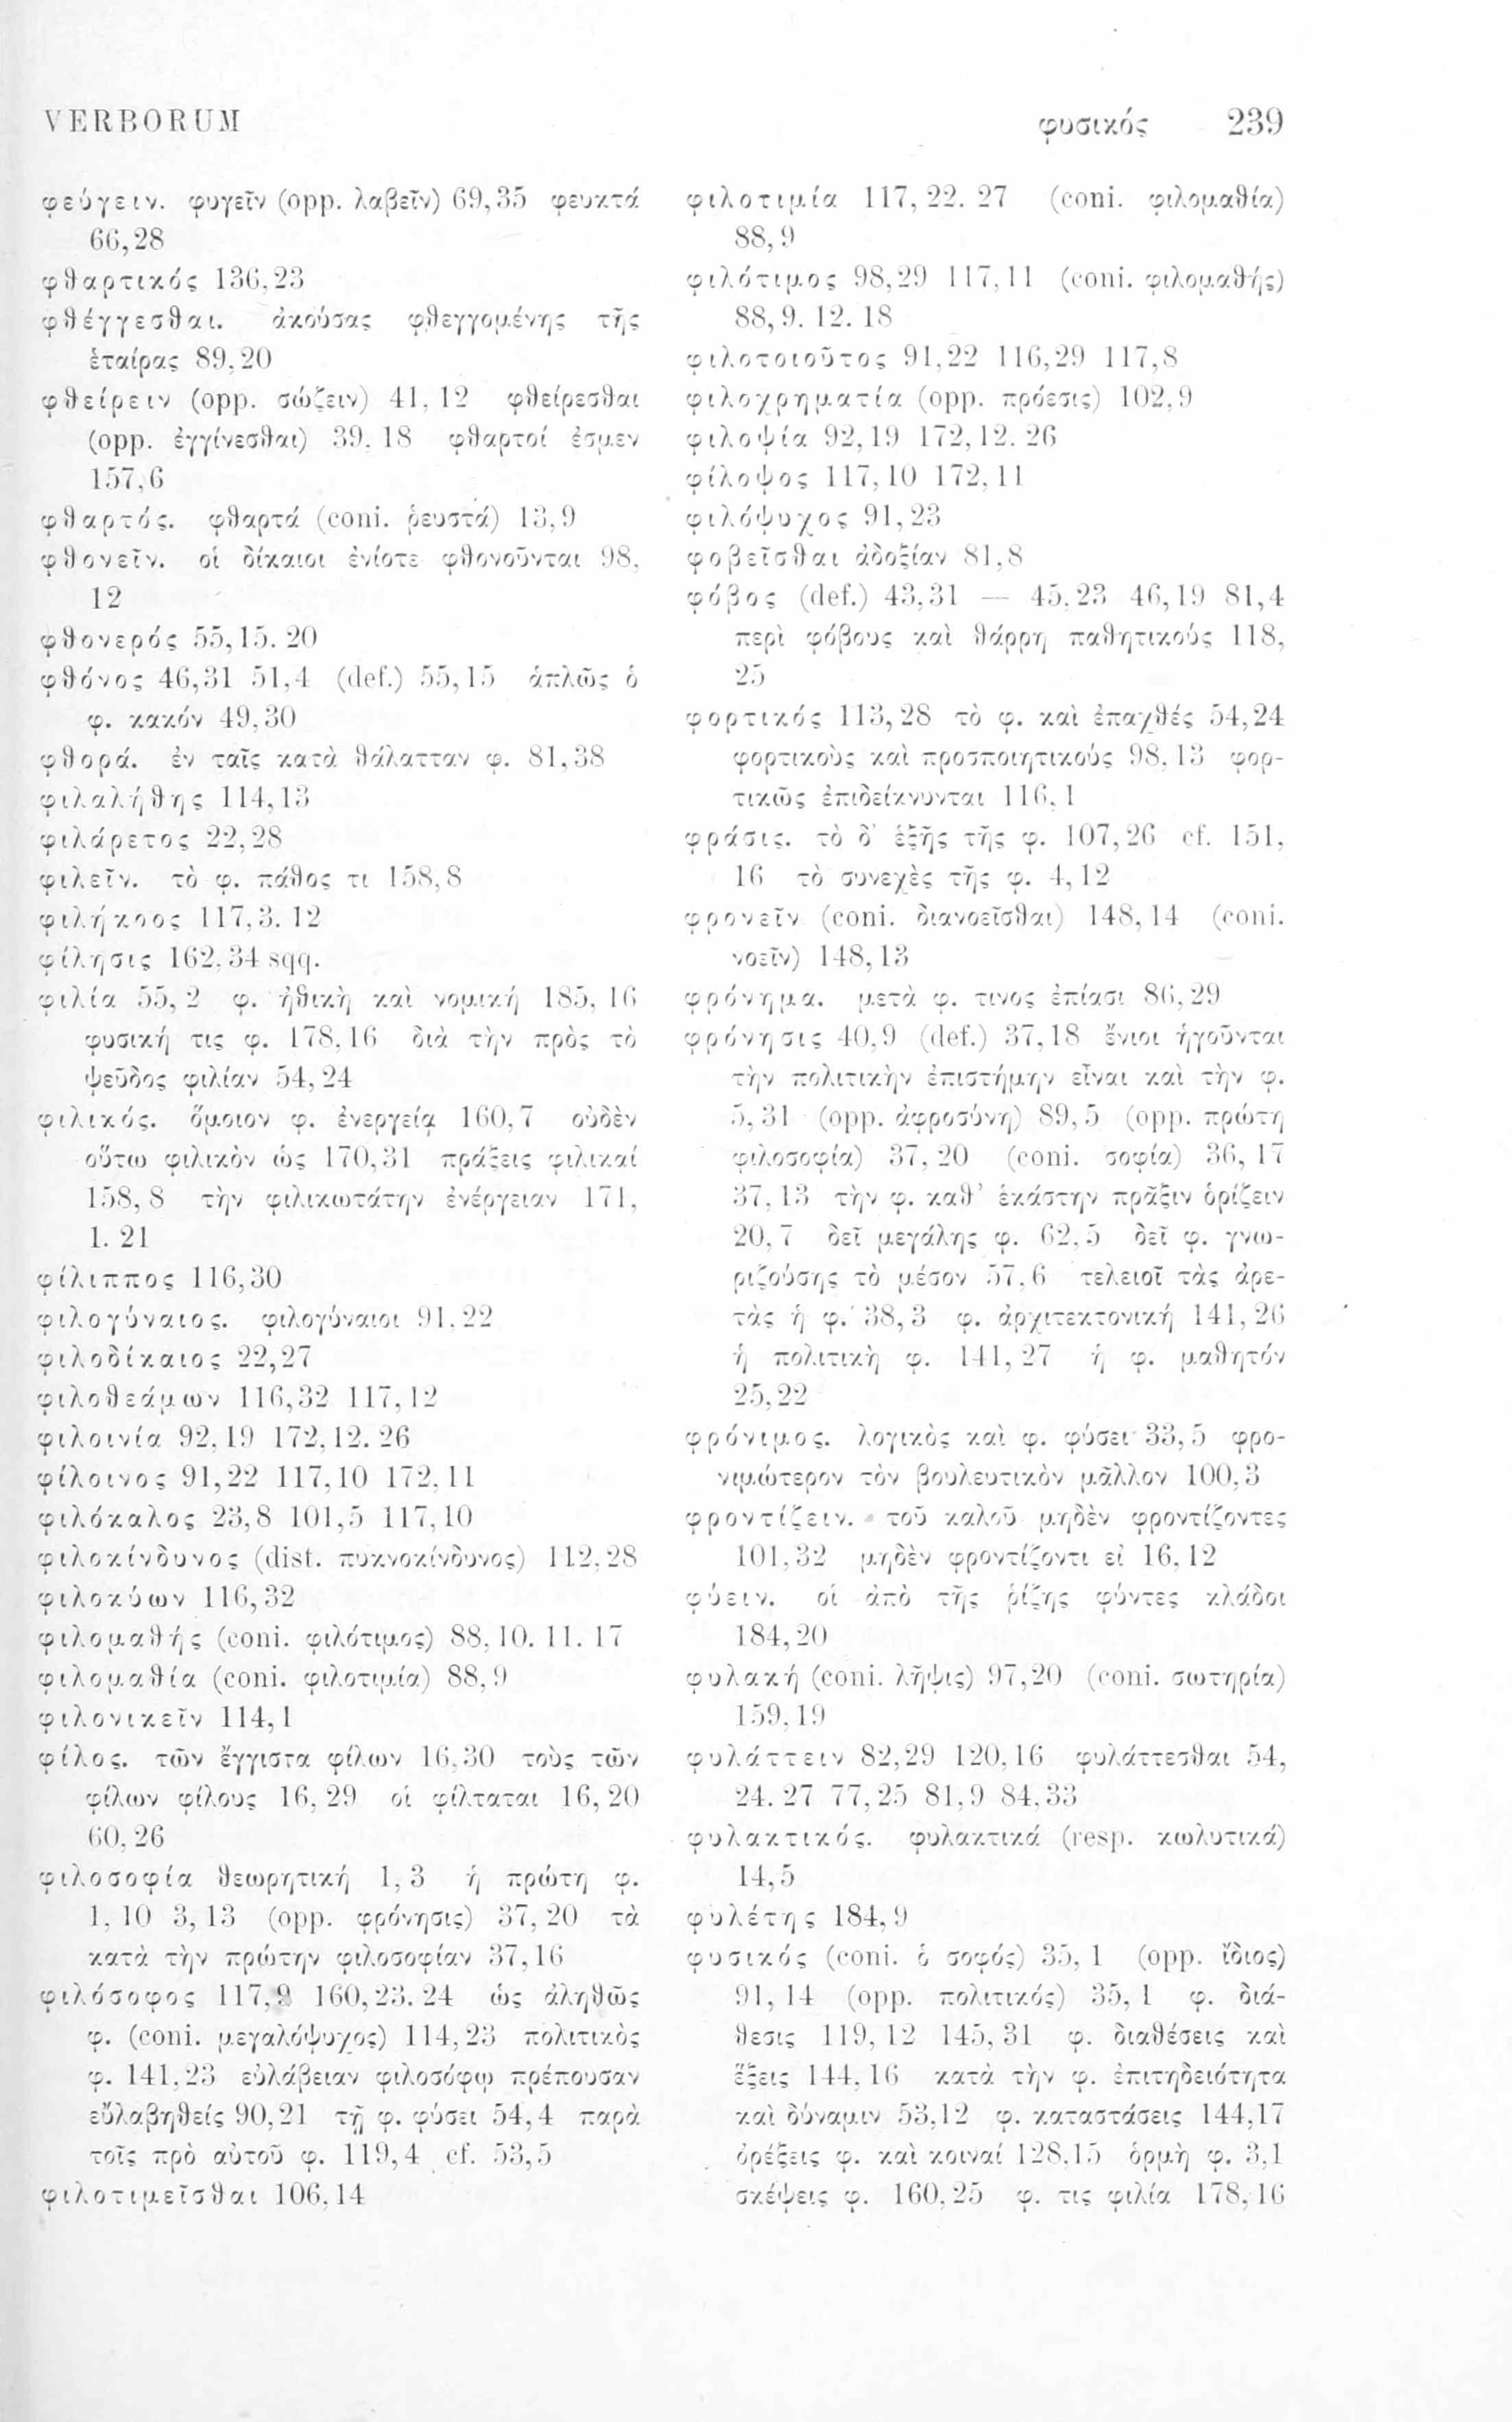 VERBORUM φυσικός 239
φεύγειν. φυγεῖν (opp. λαβεῖν) 69,35 φευκτά
66,28
φθαρτικός 136,23
φθέγγεσθαι. ἀκούσας φθεγγομένης τῆς
ἑταίρας 89,20
φθείρειν (opp. σώζειν) 41,12 φθείρεσθαι
(opp. ἐγγίνεσθαι) 39,18 φθαρτοί ἐσμεν
157,6
φθαρτός. φθαρτά (coni. ῥευστά) 13,9
φθονεῖν. οἱ δίκαιοι ἐνίοτε φθονοῦνται 98,
12
φθονερός 55,15. 20
φθόνος 46,31 51,4 (def.) 55,15 ἁπλῶς ὁ
φ. κακόν 49,30
φθορά. ἐν ταῖς κατὰ θάλατταν φ. 81,38
φιλαλήθης 114,13
φιλάρετος 22,28
φιλεῖν. τὸ φ. πάθος τι 158,8
φιλήκοος 117,3. 12
φίλησις 162,34 sqq.
φιλία 55,2 φ. ἠθικὴ καὶ νομική 185,16
φυσική τις φ. 178,16 διὰ τὴν πρὸς τὸ
ψεῦδος φιλίαν 54,24
φιλικός. ὅμοιον φ. ἐνεργείᾳ 160,7 οὐδὲν
οὕτω φιλικὸν ὡς 170,31 πράξεις φιλικαί
158,8 τὴν φιλικωτάτην ἐνέργειαν 171,
1. 21
φίλιππος 116,30
φιλογύναιος. φιλογύναιοι 91,22
φιλοδίκαιος 22,27
φιλοθεάμων 116,32 117,12
φιλοινία 92,19 172,12. 26
φίλοινος 91,22 117,10 172,11
φιλόκαλος 23,8 101,5 117,10
φιλοκίνδυνος (dist. πυκνοκίνδυνος) 112,28
φιλοκύων 116,32
φιλομαθής (coni. φιλότιμος) 88,10. 11. 17
φιλομαθία (coni. φιλοτιμία) 88,9
φιλονικεῖν 114,1
φίλος. τῶν ἔγγιστα φίλων 16,30 τοὺς τῶν
φίλων φίλους 16,29 οἱ φίλταται 16,20
60,26
φιλοσοφία θεωρητική 1,3 ἡ πρώτη φ.
1,10 3,13 (opp. φρόνησις) 37,20 τὰ
κατὰ τὴν πρώτην φιλοσοφίαν 37,16
φιλόσοφος 117,9 160,23. 24 ὡς ἀληθῶς
φ. (coni. μεγαλόψυχος) 114,23 πολιτικὸς
φ. 141,23 εὐλάβειαν φιλοσόφῳ πρέπουσαν
εὐλαβηθείς 90,21 τῇ φ. φύσει 54,4 παρὰ
τοῖς πρὸ αὐτοῦ φ. 119,4 cf. 53,5
φιλοτιμεῖσθαι 106,14
φιλοτιμία 117,22. 27 (coni. φιλομαθία)
88,9
φιλότιμος 98,29 117,11 (coni. φιλομαθής)
88,9. 12. 18
φιλοτοιοῦτος 91,22 116,29 117,8
φιλοχρηματία (opp. πρόεσις) 102,9
φιλοψία 92,19 172,12. 26
φίλοψος 117,10 172,11
φιλόψυχος 91,23
φοβεῖσθαι ἀδοξίαν 81,8
φόβος (def.) 43,31 — 45,23 46,19 81,4
περὶ φόβους καὶ θάρρη παθητικούς 118,
25
φορτικός 113,28 τὸ φ. καὶ ἐπαχθές 54,24
φορτικοὺς καὶ προσποιητικούς 98,13 φορ-
τικῶς ἐπιδείκνυνται 116,1
φράσις. τὸ δ' ἑξῆς τῆς φ. 107,26 cf. 151,
16 τὸ συνεχὲς τῆς φ. 4,12
φρονεῖν (coni. διανοεῖσθαι) 148,14 (coni.
νοεῖν) 148,13
φρόνημα. μετὰ φ. τινος ἐπίασι 86,29
φρόνησις 40,9 (def.) 37,18 ἔνιοι ἡγοῦνται
τὴν πολιτικὴν ἐπιστήμην εἶναι καὶ τὴν φ.
5,31 (opp. ἀφροσύνη) 89,5 (opp. πρώτη
φιλοσοφία) 37,20 (coni. σοφία) 36,17
37,13 τὴν φ. καθ' ἑκάστην πρᾶξιν ὁρίζειν
20,7 δεῖ μεγάλης φ. 62,5 δεῖ φ. γνω-
ριζούσης τὸ μέσον 57,6 τελειοῖ τὰς ἀρε-
τὰς ἡ φ. 38,3 φ. ἀρχιτεκτονική 141,26
ἡ πολιτικὴ φ. 141,27 ἡ φ. μαθητόν
25,22
φρόνιμος. λογικὸς καὶ φ. φύσει 33,5 φρο-
νιμώτερον τὸν βουλευτικὸν μᾶλλον 100,3
φροντίζειν. τοῦ καλοῦ μηδὲν φροντίζοντες
101,32 μηδὲν φροντίζοντι εἰ 16,12
φύειν. οἱ ἀπὸ τῆς ῥίζης φύντες κλάδοι
184,20
φυλακή (coni. λῆψις) 97,20 (coni. σωτηρία)
159,19
φυλάττειν 82,29 120,16 φυλάττεσθαι 54,
24. 27 77,25 81,9 84,33
φυλακτικός. φυλακτικά (resp. κωλυτικά)
14,5
φυλέτης 184,9
φυσικός (coni. ὁ σοφός) 35,1 (opp. ἴδιος)
91,14 (opp. πολιτικός) 35,1 φ. διά-
θεσις 119,12 145,31 φ. διαθέσεις καὶ
ἕξεις 144,16 κατὰ τὴν φ. ἐπιτηδειότητα
καὶ δύναμιν 53,12 φ. καταστάσεις 144,17
ὀρέξεις φ. καὶ κοιναί 128,15 ὁρμὴ φ. 3,1
σκέψεις φ. 160,25 φ. τις φιλία 178,16